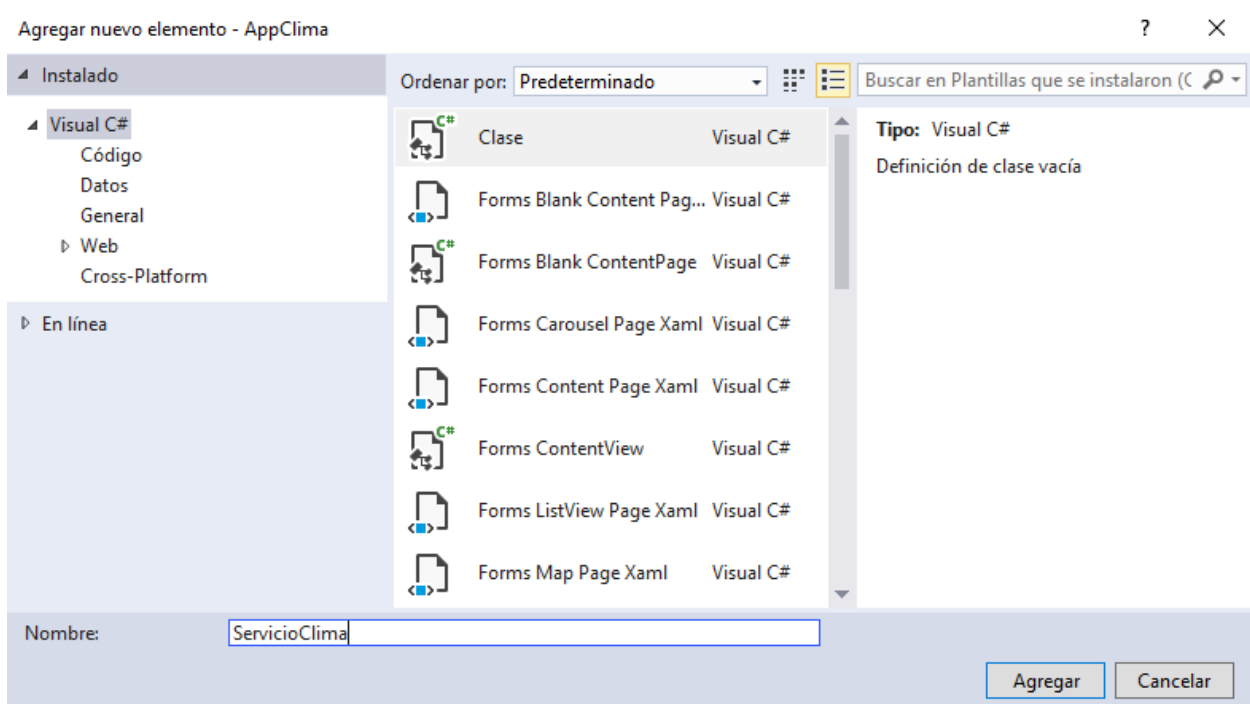 Agregar nuevo elemento - AppClima
?
Instalado
Visual C#
Código
Datos
General
Web
Cross-Platform
En línea
Ordenar por: Predeterminado
C# Clase Visual C#
Forms Blank Content Pag... Visual C#
C# Forms Blank ContentPage Visual C#
Forms Carousel Page Xaml Visual C#
Forms Content Page Xaml Visual C#
C# Forms ContentView Visual C#
Forms ListView Page Xaml Visual C#
Forms Map Page Xaml Visual C#
Buscar en Plantillas que se instalaron (C
Tipo: Visual C#
Definición de clase vacía
Nombre: ServicioClima
Agregar Cancelar